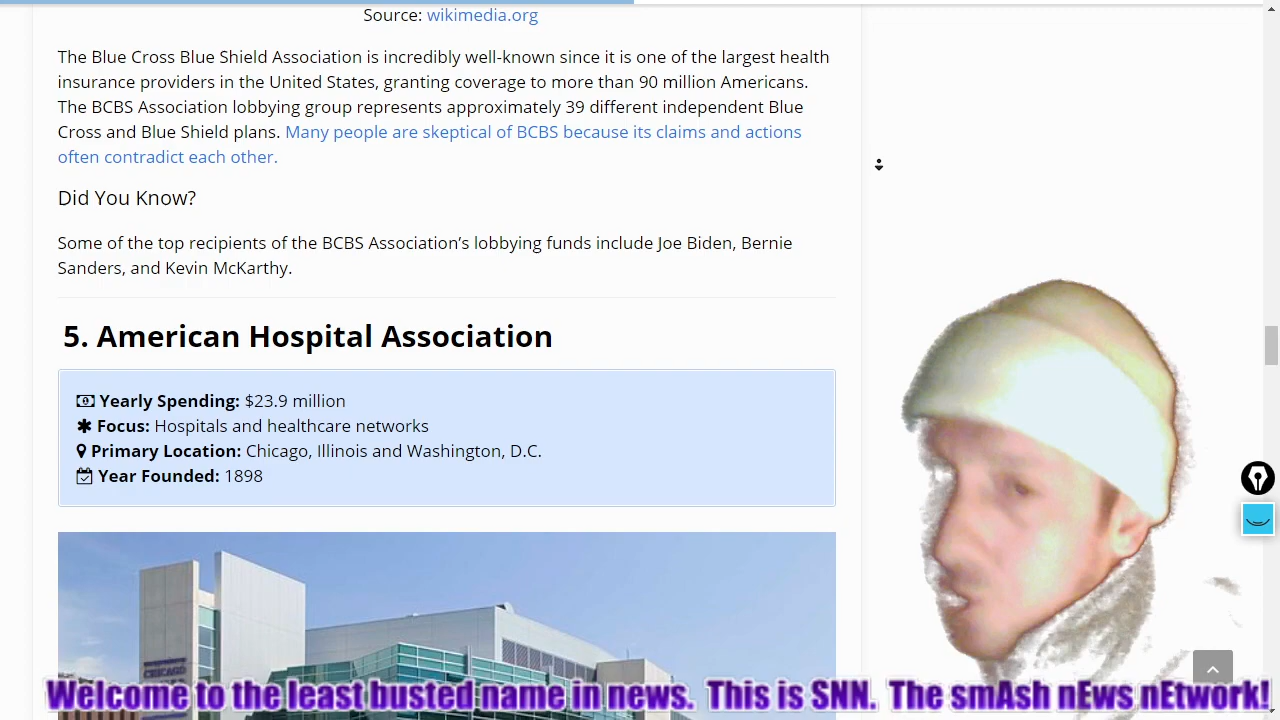 Source: wikimedia.org
The Blue Cross Blue Shield Association is incredibly well-known since it is one of the largest health
insurance providers in the United States, granting coverage to more than 90 million Americans.
The BCBS Association lobbying group represents approximately 39 different independent Blue
Cross and Blue Shield plans. Many people are skeptical of BCBS because its claims and actions
often contradict each other.
Did You Know?
Some of the top recipients of the BCBS Association’s lobbying funds include Joe Biden, Bernie
Sanders, and Kevin McKarthy.
5. American Hospital Association
Yearly Spending: $23.9 million
Focus: Hospitals and healthcare networks
Primary Location: Chicago, Illinois and Washington, D.C.
Year Founded: 1898
CHICAGO
Welcome to the least busted name in news. This is SNN. The smAsh nEws nEtwork!